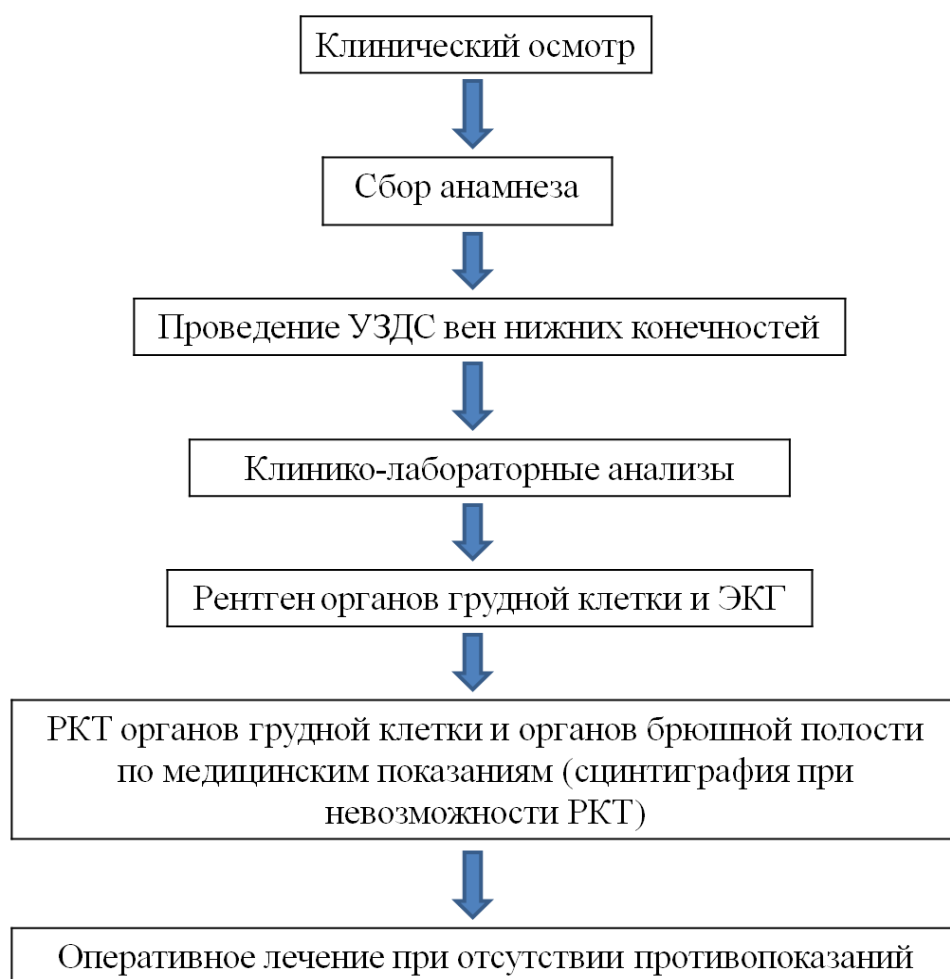 Клинический осмотр
Сбор анамнеза
Проведение УЗДС вен нижних конечностей
Клинико-лабораторные анализы
Рентген органов грудной клетки и ЭКГ
РКТ органов грудной клетки и органов брюшной полости
по медицинским показаниям (сцинтиграфия при
невозможности РКТ)
Оперативное лечение при отсутствии противопоказаний